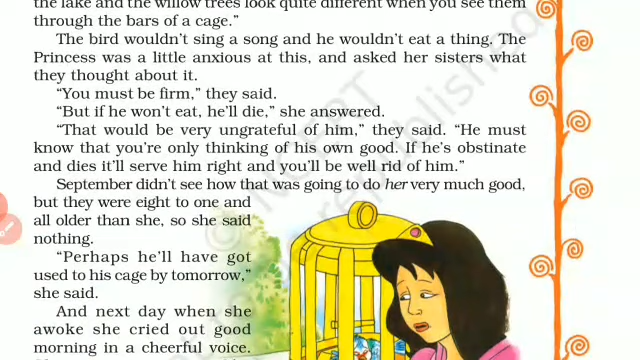 the lake and the willow trees look quite different when you see them
through the bars of a cage.”
The bird wouldn’t sing a song and he wouldn’t eat a thing. The
Princess was a little anxious at this, and asked her sisters what
they thought about it.
“You must be firm,” they said.
“But if he won’t eat, he’ll die,” she answered.
“That would be very ungrateful of him,” they said. “He must
know that you’re only thinking of his own good. If he’s obstinate
and dies it’ll serve him right and you’ll be well rid of him.”
September didn’t see how that was going to do her very much good,
but they were eight to one and
all older than she, so she said
nothing.
“Perhaps he’ll have got
used to his cage by tomorrow,”
she said.
And next day when she
awoke she cried out good
morning in a cheerful voice.
© NCERT
republished